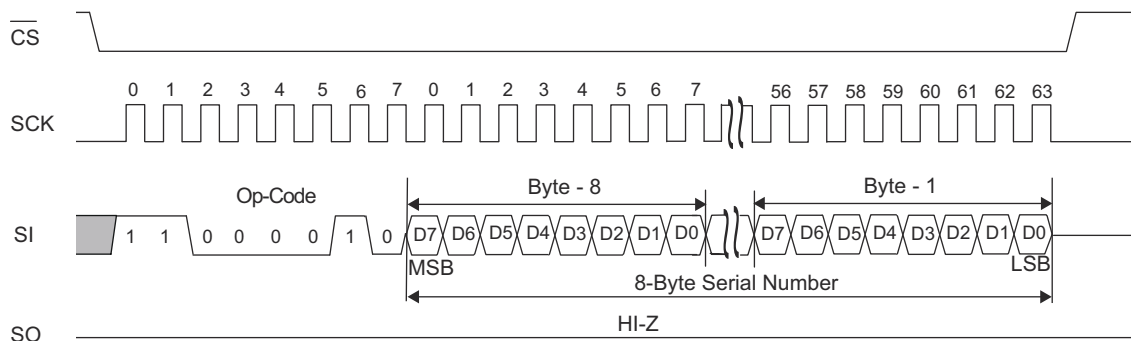 CS
0 1 2 3 4 5 6 7 0 1 2 3 4 5 6 7 56 57 58 59 60 61 62 63
SCK
Op-Code Byte - 8 Byte - 1
SI 1 1 0 0 0 0 1 0 D7 D6 D5 D4 D3 D2 D1 D0 D7 D6 D5 D4 D3 D2 D1 D0
MSB LSB
8-Byte Serial Number
HI-Z
SO